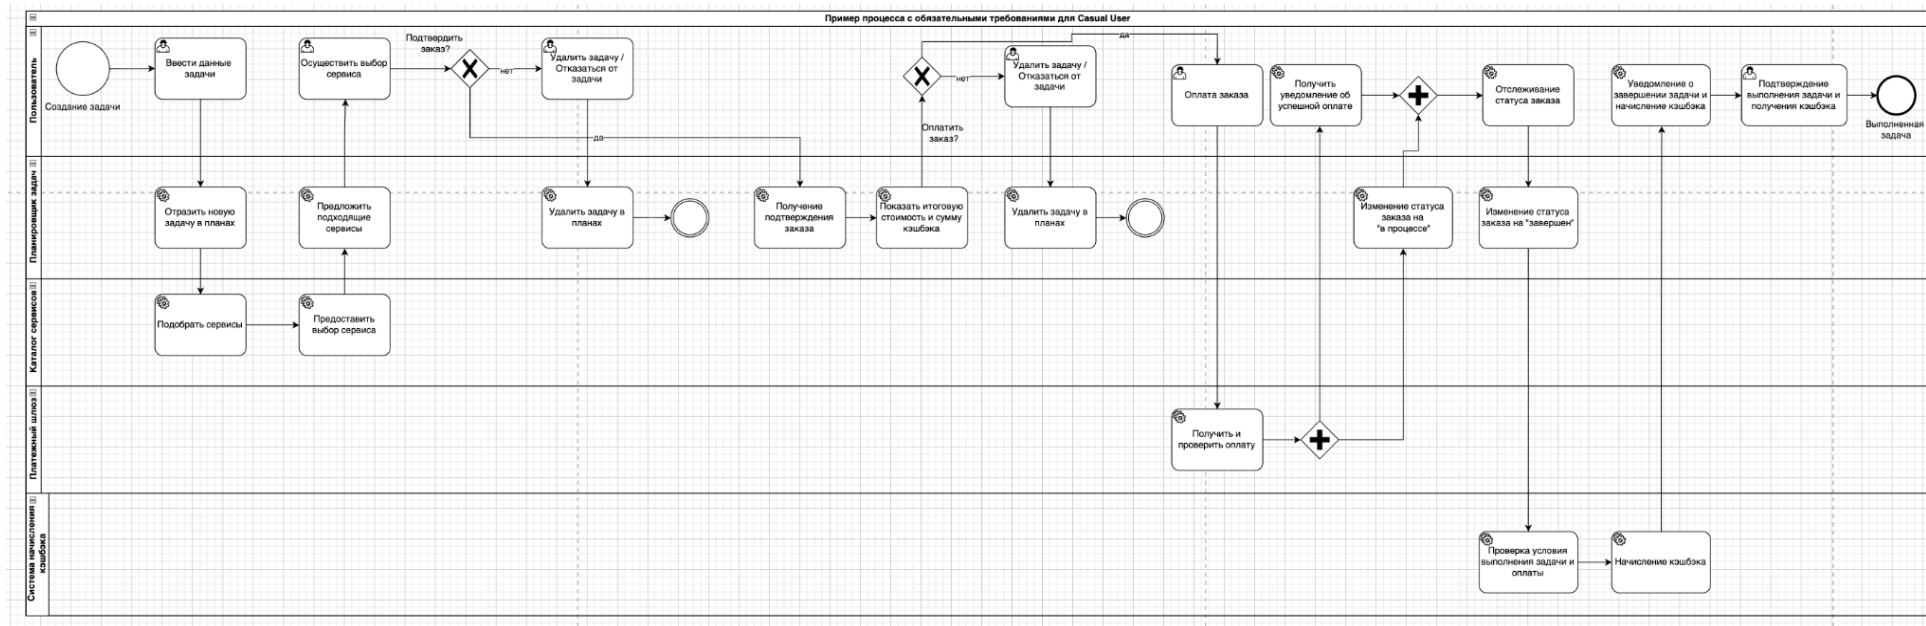 Пример процесса с обязательными требованиями для Casual User
Пользователь
Создание задачи
Ввести данные
задачи
Осуществить выбор
сервиса
Подтвердить
заказ?
нет
да
Удалить задачу /
Отказаться от
задачи
Оплатить
заказ?
нет
да
Удалить задачу /
Отказаться от
задачи
Оплата заказа
Получить
уведомление об
успешной оплате
Отслеживание
статуса заказа
Уведомление о
завершении задачи и
начисление кэшбэка
Подтверждение
выполнения задачи и
получения кэшбэка
Выполненная
задача
Планировщик задач
Отразить новую
задачу в планах
Предложить
подходящие
сервисы
Удалить задачу в
планах
Получение
подтверждения
заказа
Показать итоговую
стоимость и сумму
кэшбэка
Удалить задачу в
планах
Изменение статуса
заказа на
"в процессе"
Изменение статуса
заказа на "завершен"
Каталог сервисов
Подобрать сервисы
Предоставить
выбор сервиса
Платежный шлюз
Получить и
проверить оплату
Система начисления
кэшбэка
Проверка условия
выполнения задачи и
оплаты
Начисление кэшбэка